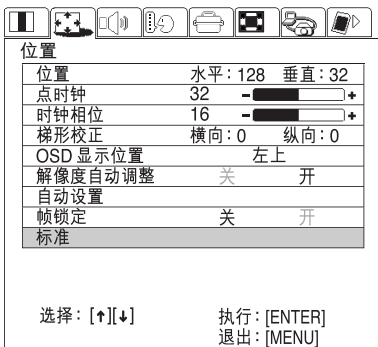 位置
位置 水平：128 垂直：32
点时钟 32 - +
时钟相位 16 - +
梯形校正 横向：0 纵向：0
OSD 显示位置 左上
解像度自动调整 关 开
自动设置
帧锁定 关 开
标准
选择：[↑][↓] 执行：[ENTER]
退出：[MENU]